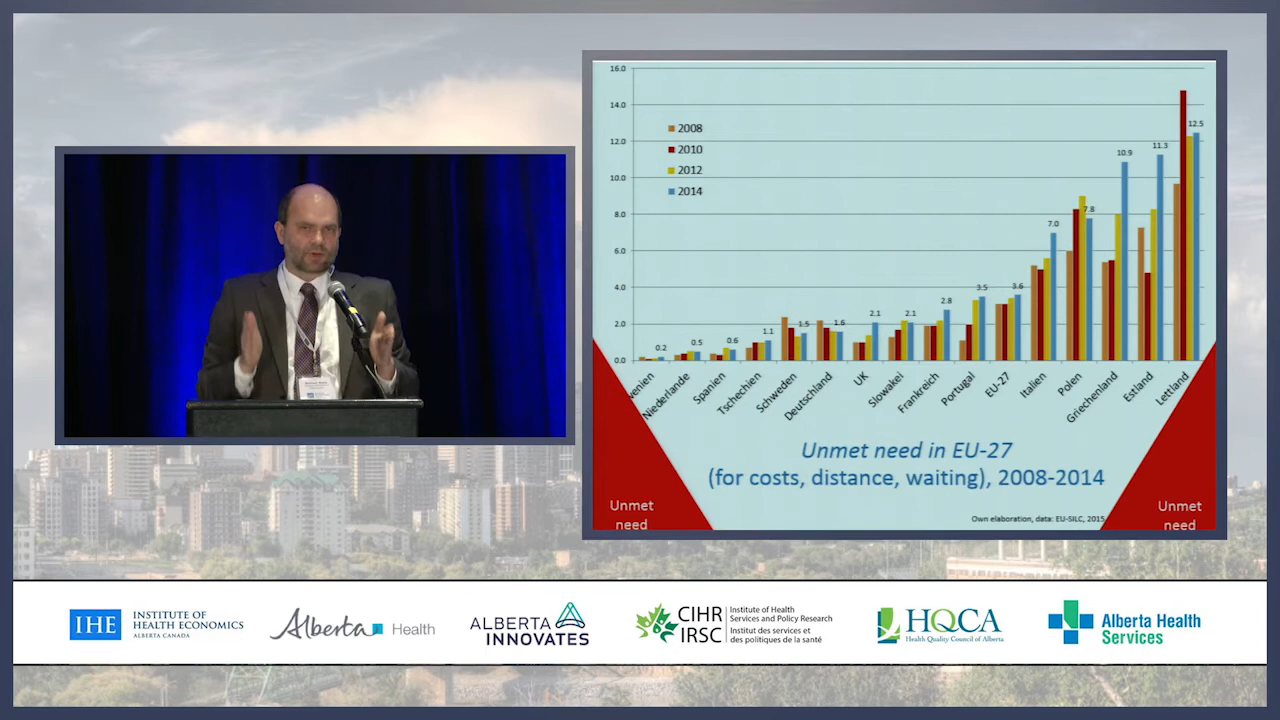 16.0
14.0
12.0
10.0
8.0
6.0
4.0
2.0
0.0
2008
2010
2012
2014
0.2
0.5
0.6
1.1
1.5
1.6
2.1
2.1
2.8
3.5
3.6
7.0
7.8
10.9
11.3
12.5
venien
Niederlande
Spanien
Tschechien
Schweden
Deutschland
UK
Slowakei
Frankreich
Portugal
EU-27
Italien
Polen
Griechenland
Estland
Lettland
Unmet need in EU-27
(for costs, distance, waiting), 2008-2014
Unmet
need
Unmet
need
Own elaboration, data: EU-SILC, 2015
IHE
INSTITUTE OF
HEALTH ECONOMICS
ALBERTA CANADA
Alberta Health
ALBERTA
INNOVATES
CIHR
IRSC
Institute of Health
Services and Policy Research
Institut des services et
des politiques de la santé
HQCA
Health Quality Council of Alberta
Alberta Health
Services